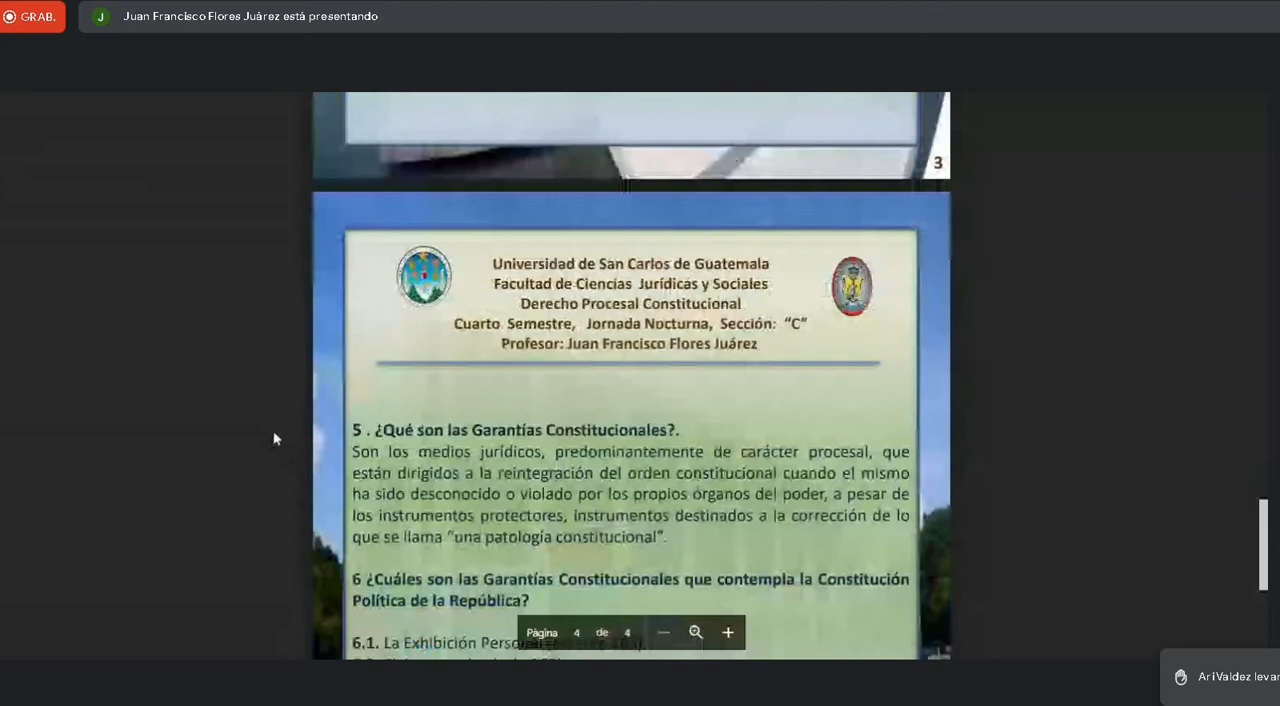 GRAB.
J
Juan Francisco Flores Juárez está presentando
3
Universidad de San Carlos de Guatemala
Facultad de Ciencias Jurídicas y Sociales
Derecho Procesal Constitucional
Cuarto Semestre, Jornada Nocturna, Sección: “C”
Profesor: Juan Francisco Flores Juárez
5 . ¿Qué son las Garantías Constitucionales?.
Son los medios jurídicos, predominantemente de carácter procesal, que
están dirigidos a la reintegración del orden constitucional cuando el mismo
ha sido desconocido o violado por los propios órganos del poder, a pesar de
los instrumentos protectores, instrumentos destinados a la corrección de lo
que se llama “una patología constitucional”.
6 ¿Cuáles son las Garantías Constitucionales que contempla la Constitución
Política de la República?
Página 4 de 4
6.1. La Exhibición
AriValdez